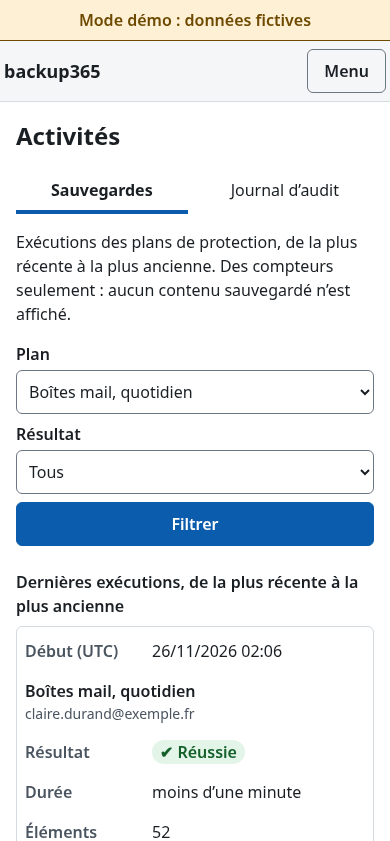 Mode démo : données fictives
backup365
Menu
Activités
Sauvegardes
Journal d’audit
Exécutions des plans de protection, de la plus
récente à la plus ancienne. Des compteurs
seulement : aucun contenu sauvegardé n’est
affiché.
Plan
Boîtes mail, quotidien
Résultat
Tous
Filtrer
Dernières exécutions, de la plus récente à la
plus ancienne
Début (UTC) 26/11/2026 02:06
Boîtes mail, quotidien
claire.durand@exemple.fr
Résultat ✔ Réussie
Durée moins d’une minute
Éléments 52